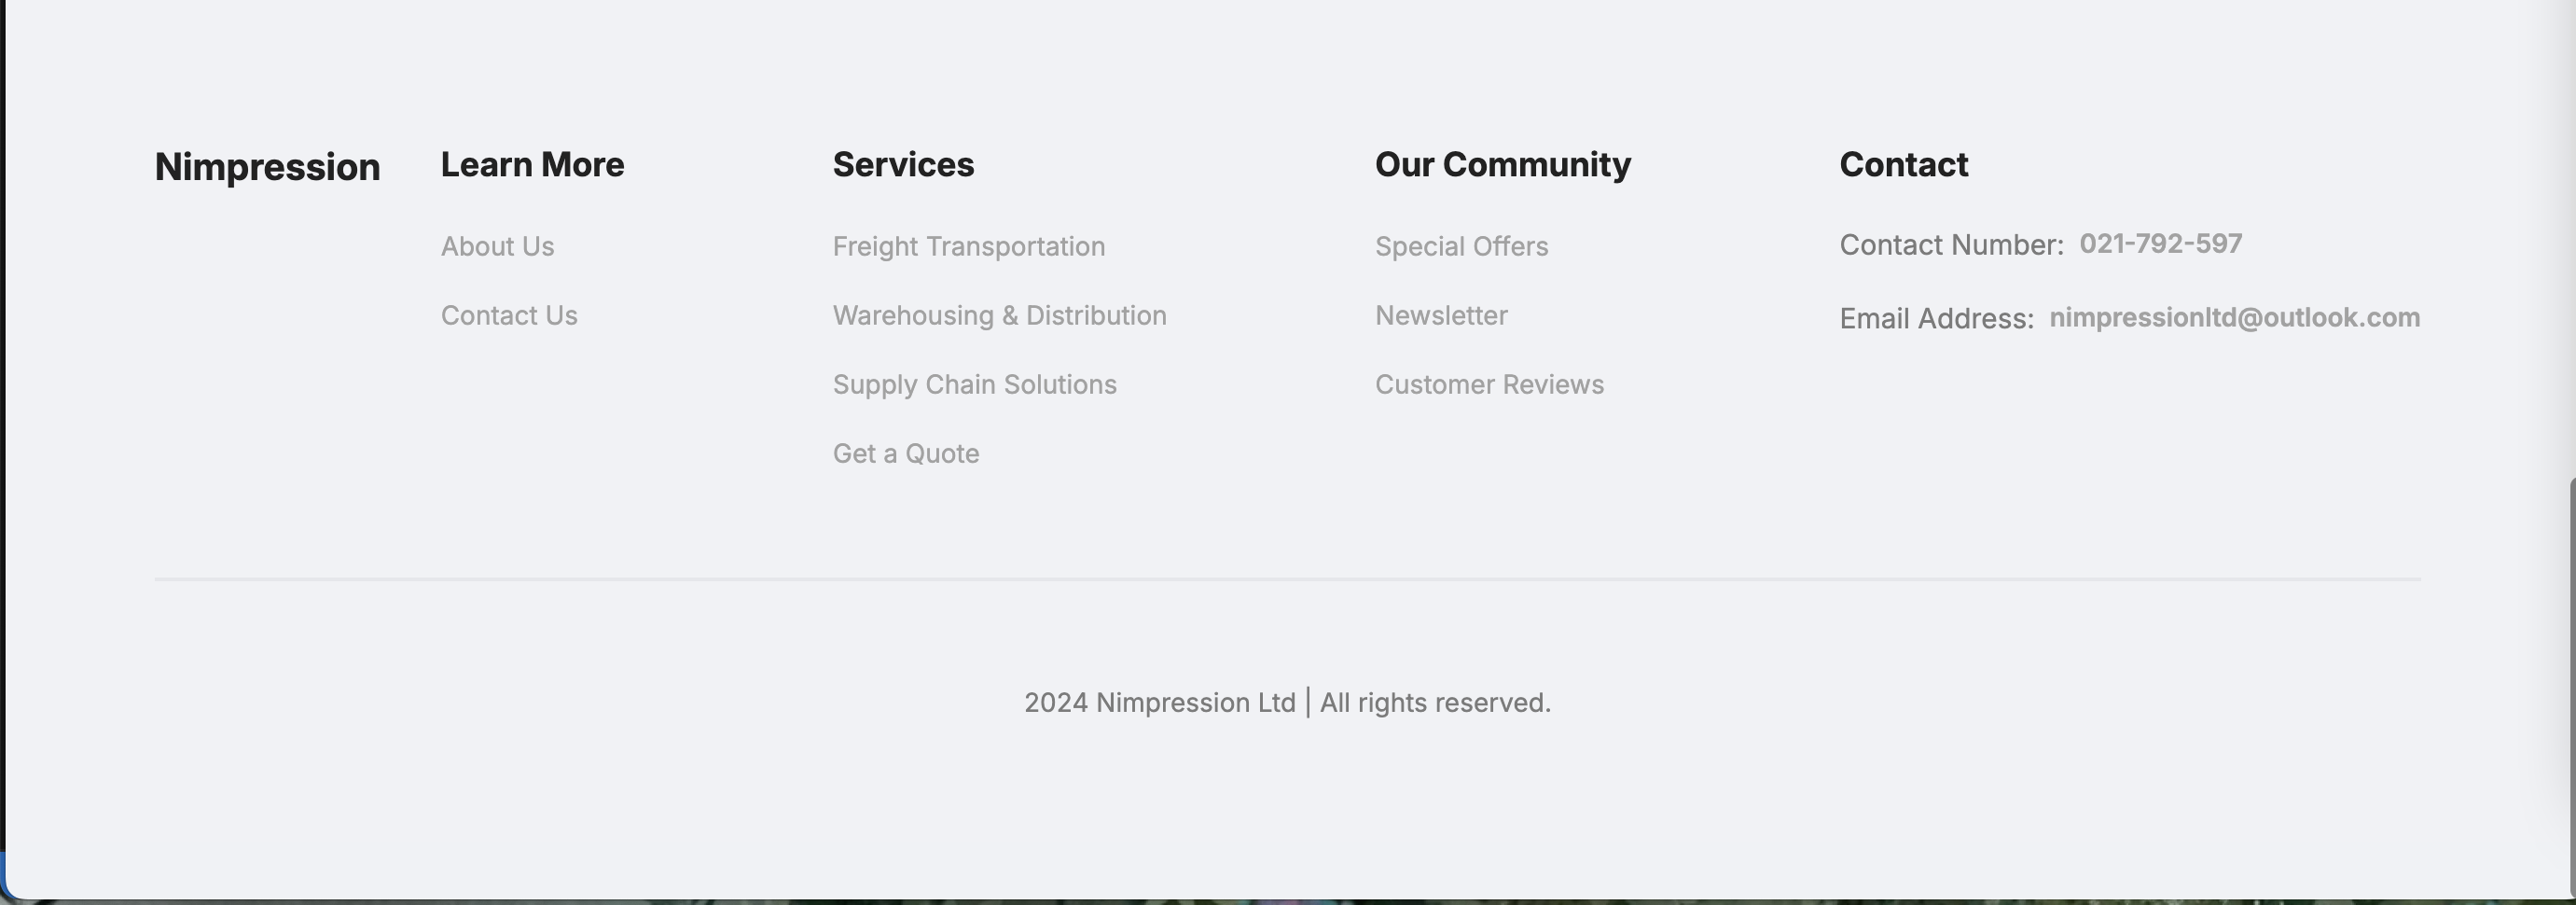 Nimpression
Learn More
About Us
Contact Us
Services
Freight Transportation
Warehousing & Distribution
Supply Chain Solutions
Get a Quote
Our Community
Special Offers
Newsletter
Customer Reviews
Contact
Contact Number: 021-792-597
Email Address: nimpressionltd@outlook.com
2024 Nimpression Ltd | All rights reserved.